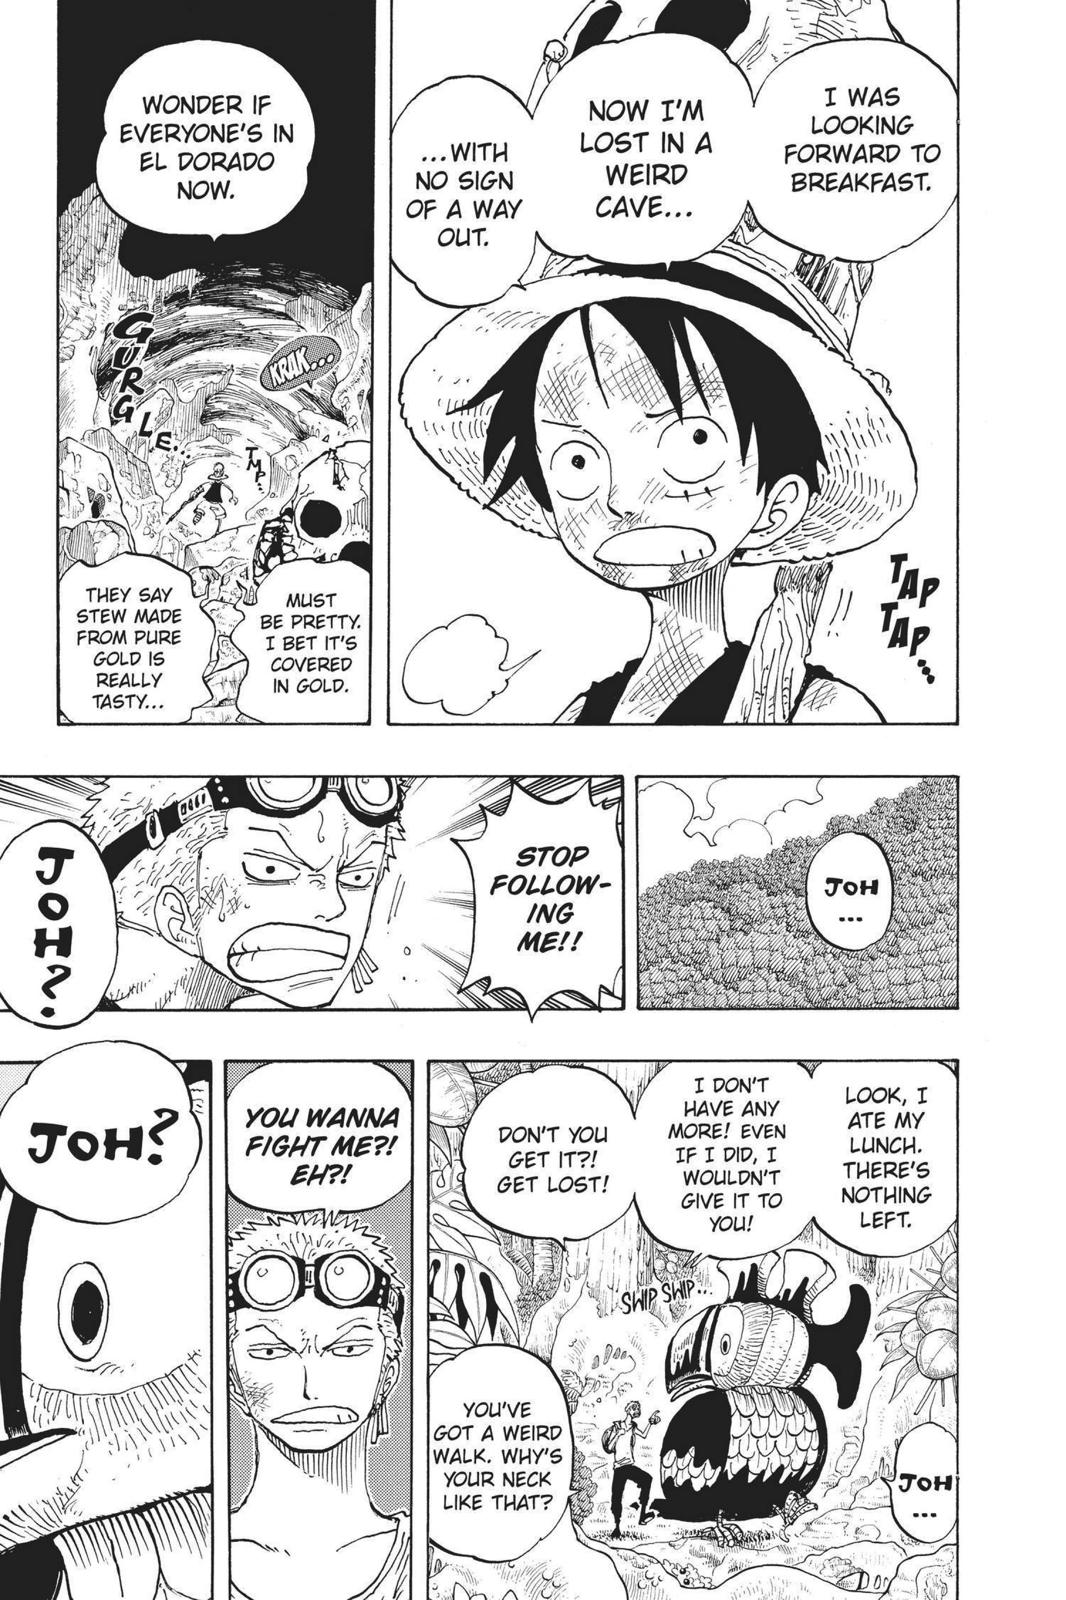 I WAS
LOOKING
FORWARD TO
BREAKFAST.
NOW I'M
LOST IN A
WEIRD
CAVE...
...WITH
NO SIGN
OF A WAY
OUT.
TAP
TAP...
WONDER IF
EVERYONE'S IN
EL DORADO
NOW.
GURGLE...
KRAK...
TMP...
MUST
BE PRETTY.
I BET IT'S
COVERED
IN GOLD.
THEY SAY
STEW MADE
FROM PURE
GOLD IS
REALLY
TASTY...
JOH
...
STOP
FOLLOW-
ING
ME!!
JOH?
LOOK, I
ATE MY
LUNCH.
THERE'S
NOTHING
LEFT.
I DON'T
HAVE ANY
MORE! EVEN
IF I DID, I
WOULDN'T
GIVE IT TO
YOU!
DON'T YOU
GET IT?!
GET LOST!
SWIP SWIP...
JOH
...
YOU'VE
GOT A WEIRD
WALK. WHY'S
YOUR NECK
LIKE THAT?
YOU WANNA
FIGHT ME?!
EH?!
JOH?